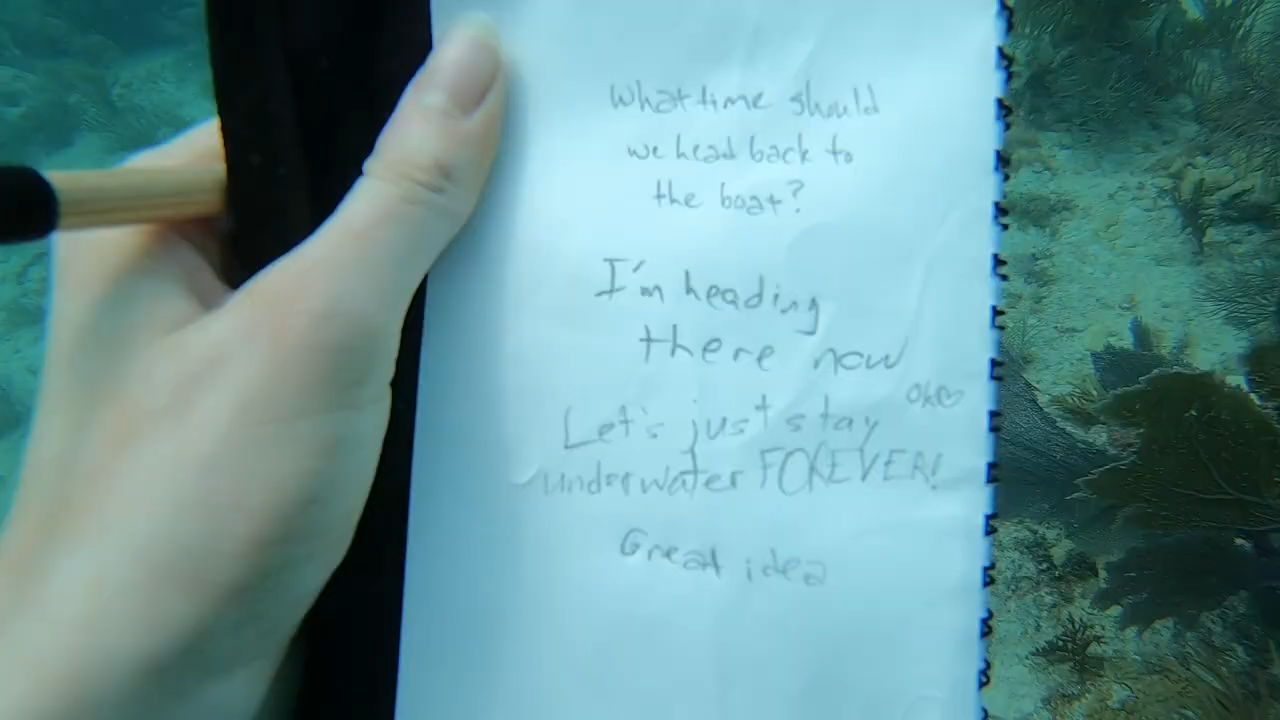 What time should
we head back to
the boat?
I'm heading
there now
ok♡
Let's just stay
underwater FOREVER!
Great idea